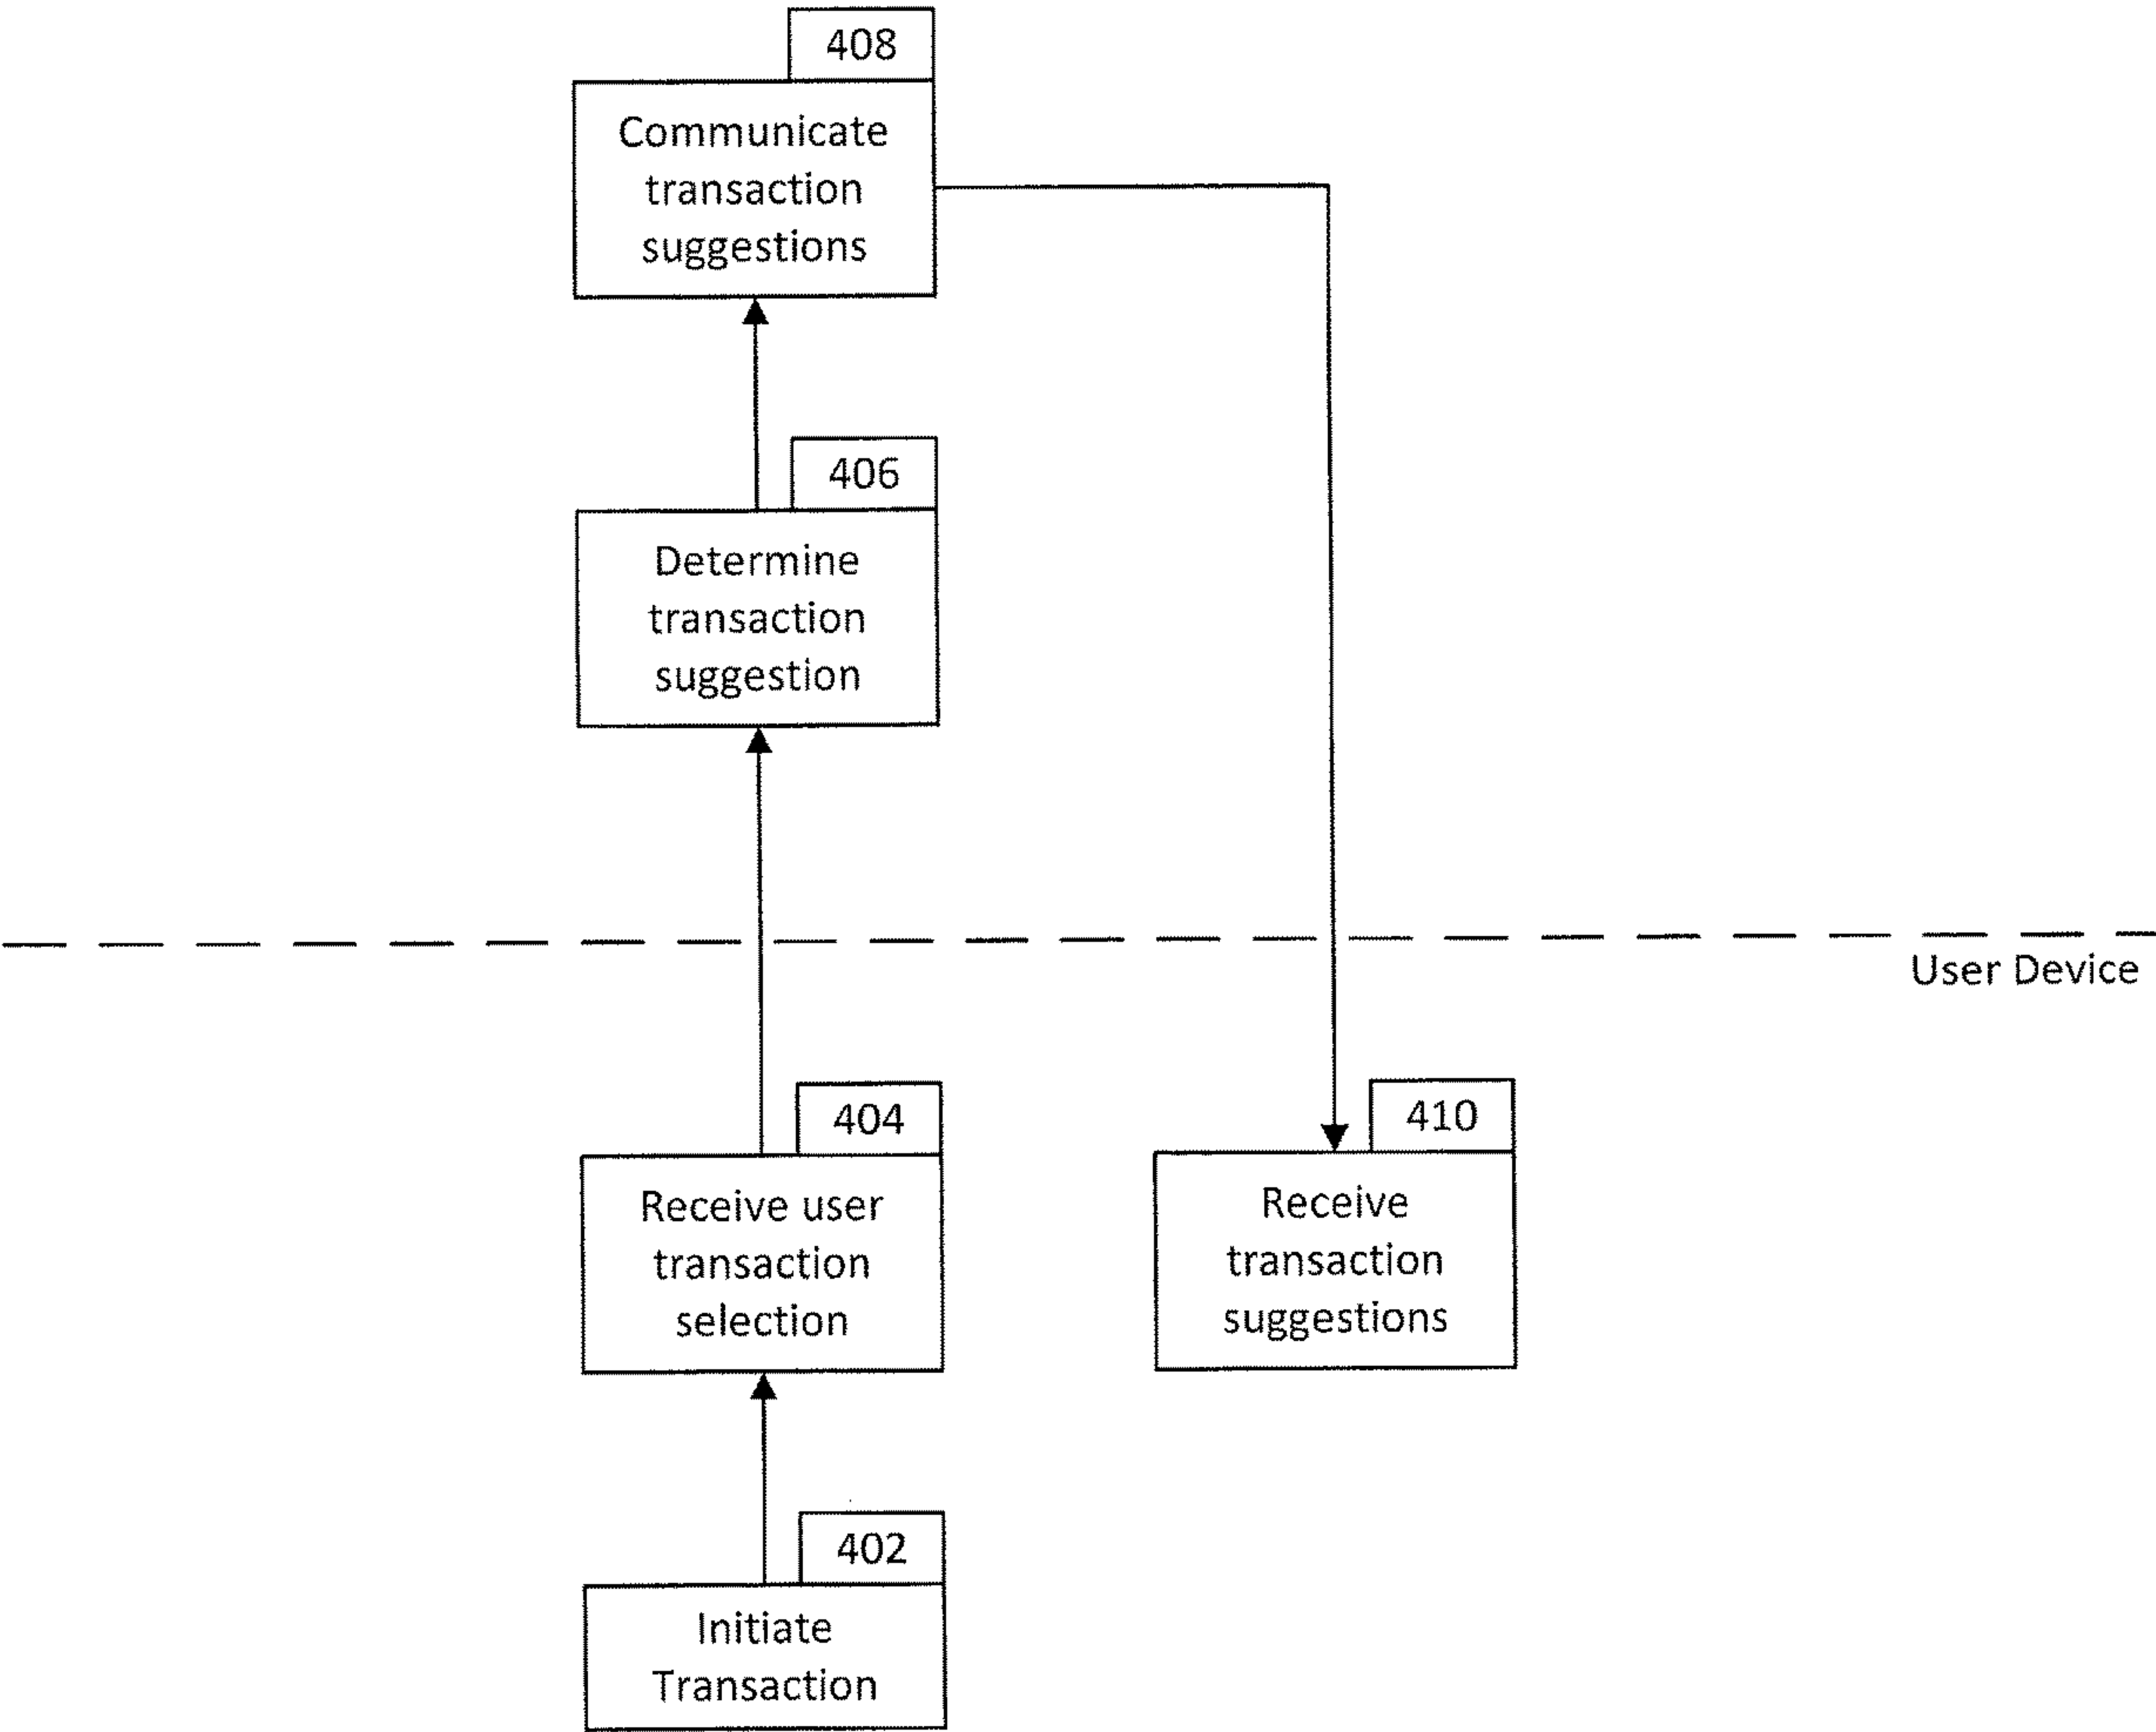 408
Communicate
transaction
suggestions
406
Determine
transaction
suggestion
User Device
404
Receive user
transaction
selection
410
Receive
transaction
suggestions
402
Initiate
Transaction